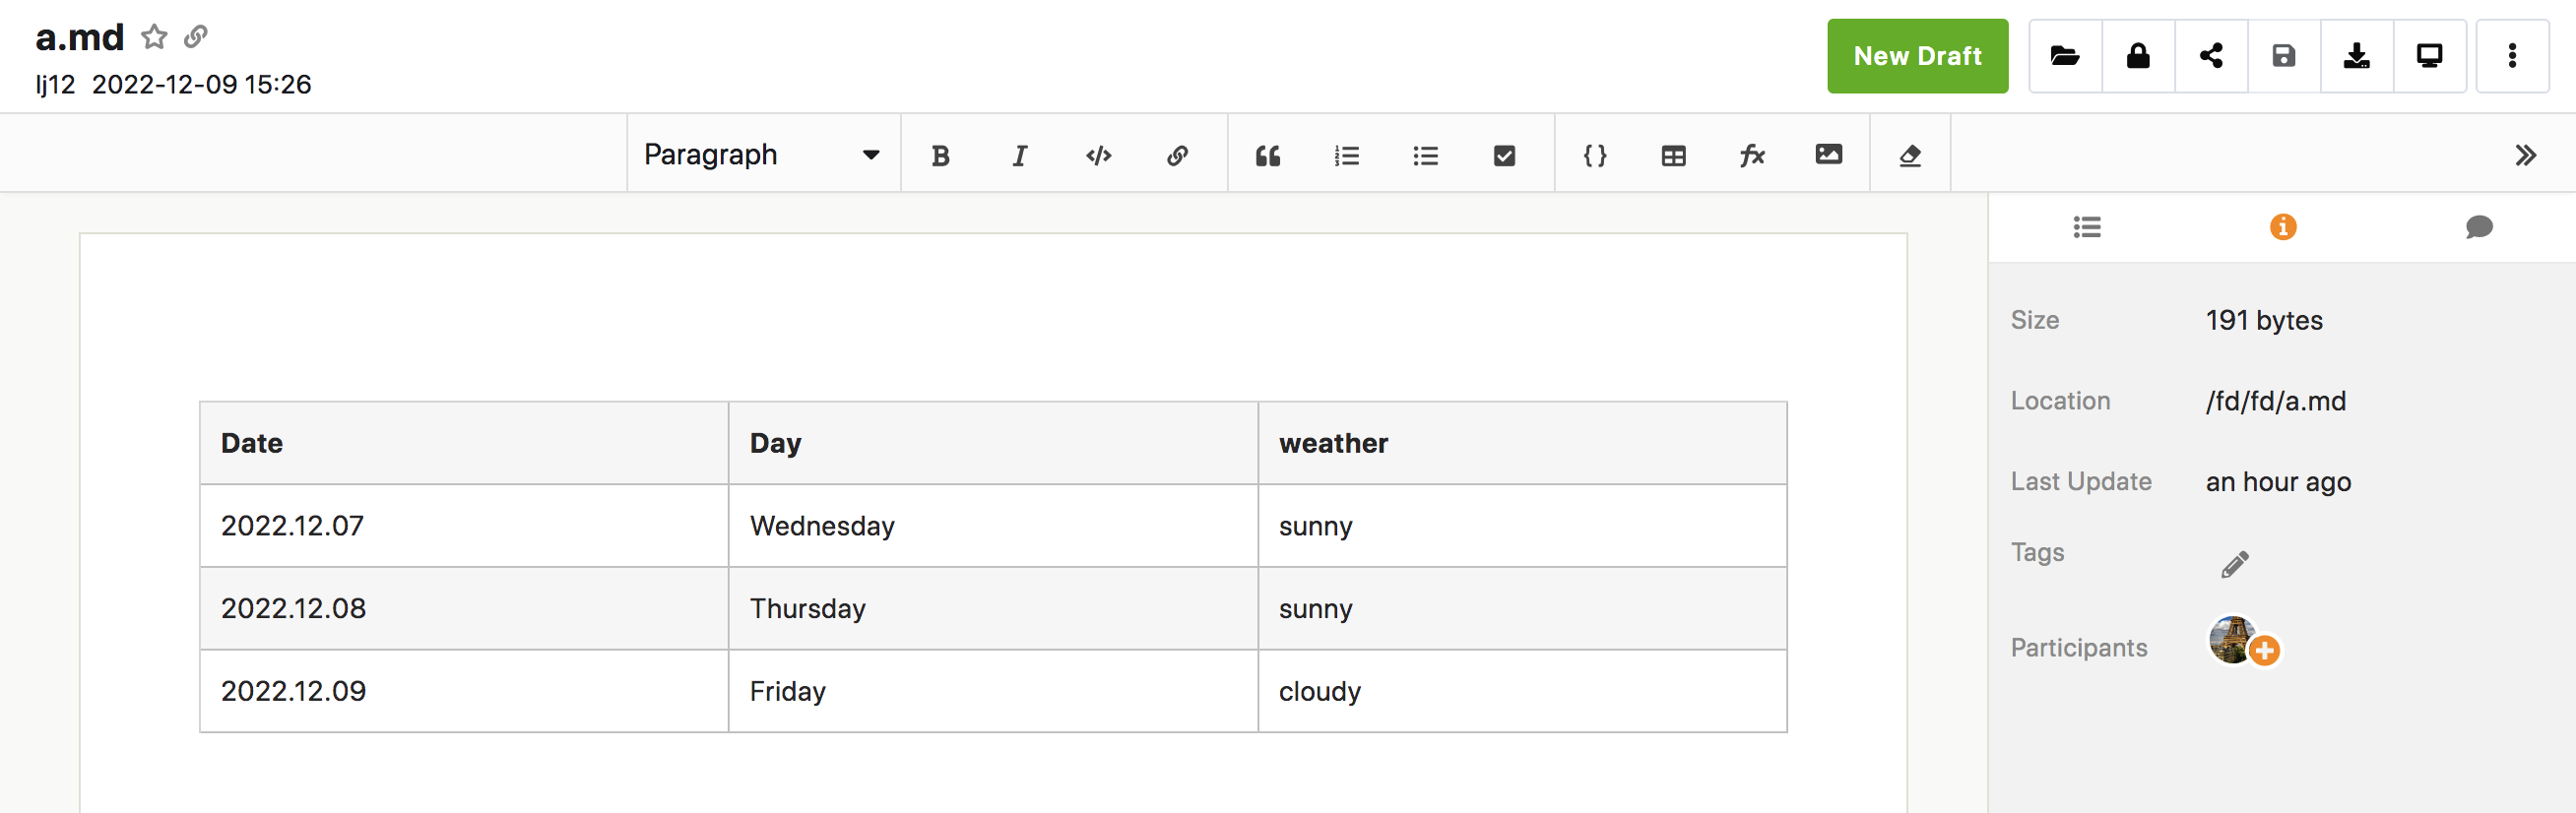 a.md
lj12 2022-12-09 15:26
New Draft
Paragraph
Date Day weather
2022.12.07 Wednesday sunny
2022.12.08 Thursday sunny
2022.12.09 Friday cloudy
Size 191 bytes
Location /fd/fd/a.md
Last Update an hour ago
Tags
Participants